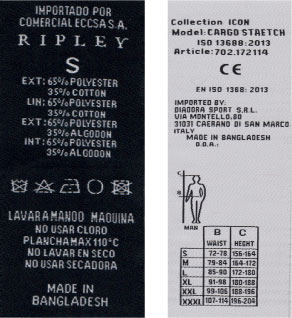 IMPORTADO POR
COMERCIAL ECCSA S.A.
RIPLEY
S
EXT: 65% POLYESTER
35% COTTON
LIN: 65% POLYESTER
35% COTTON
EXT: 65% POLYESTER
35% ALGODON
INT: 65% POLYESTER
35% ALGODON
LAVAR A MANDO MAQUINA
NO USAR CLORO
PLANCHA MAX 110°C
NO LAVAR EN SECO
NO USAR SECADORA
MADE IN
BANGLADESH
Collection ICON
Model: CARGO STRETCH
ISO 13688: 2013
Article: 702.172114
CE
EN ISO 1368: 2013
IMPORTED BY:
DIADORA SPORT S.R.L.
VIA MONTELLO, 80
31031 CAERANO DI SAN MARCO
ITALY
MADE IN BANGLADESH
D.O.A.:
C
B
MAN
B C
WAIST HEGHT
S 72-78 156-164
M 79-84 164-172
L 85-90 172-180
XL 91-98 180-188
XXL 99-106 188-196
XXXL 107-114 196-204